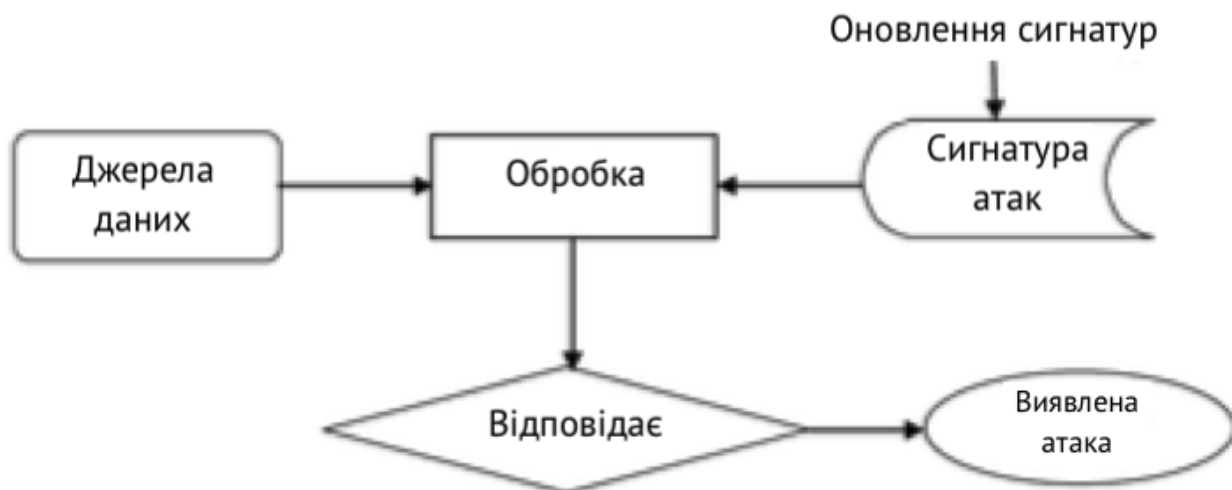 Оновлення сигнатур
Джерела
даних
Обробка
Сигнатура
атак
Відповідає
Виявлена
атака